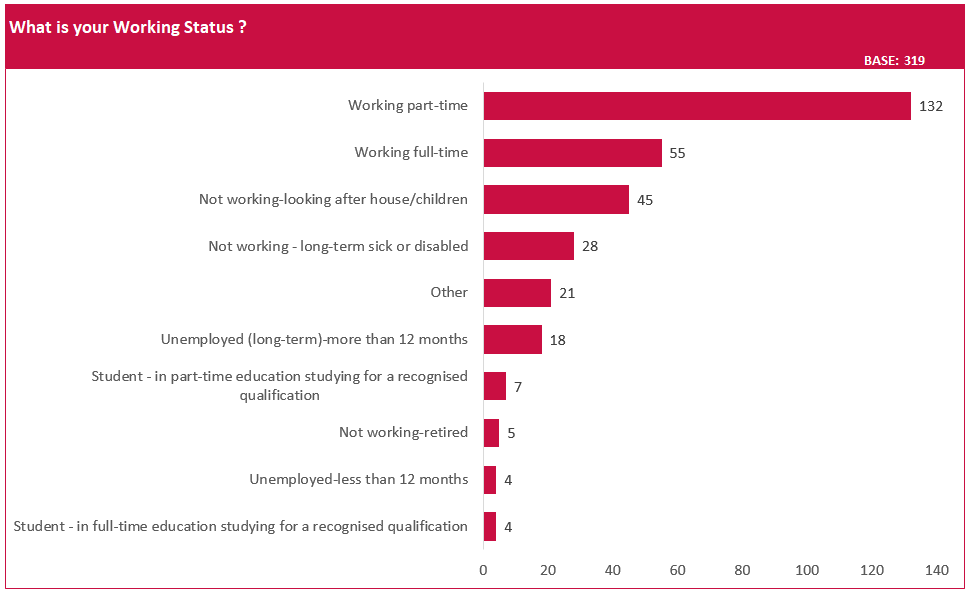 What is your Working Status ?
BASE: 319
Working part-time 132
Working full-time 55
Not working-looking after house/children 45
Not working - long-term sick or disabled 28
Other 21
Unemployed (long-term)-more than 12 months 18
Student - in part-time education studying for a recognised
qualification 7
Not working-retired 5
Unemployed-less than 12 months 4
Student - in full-time education studying for a recognised qualification 4
0 20 40 60 80 100 120 140